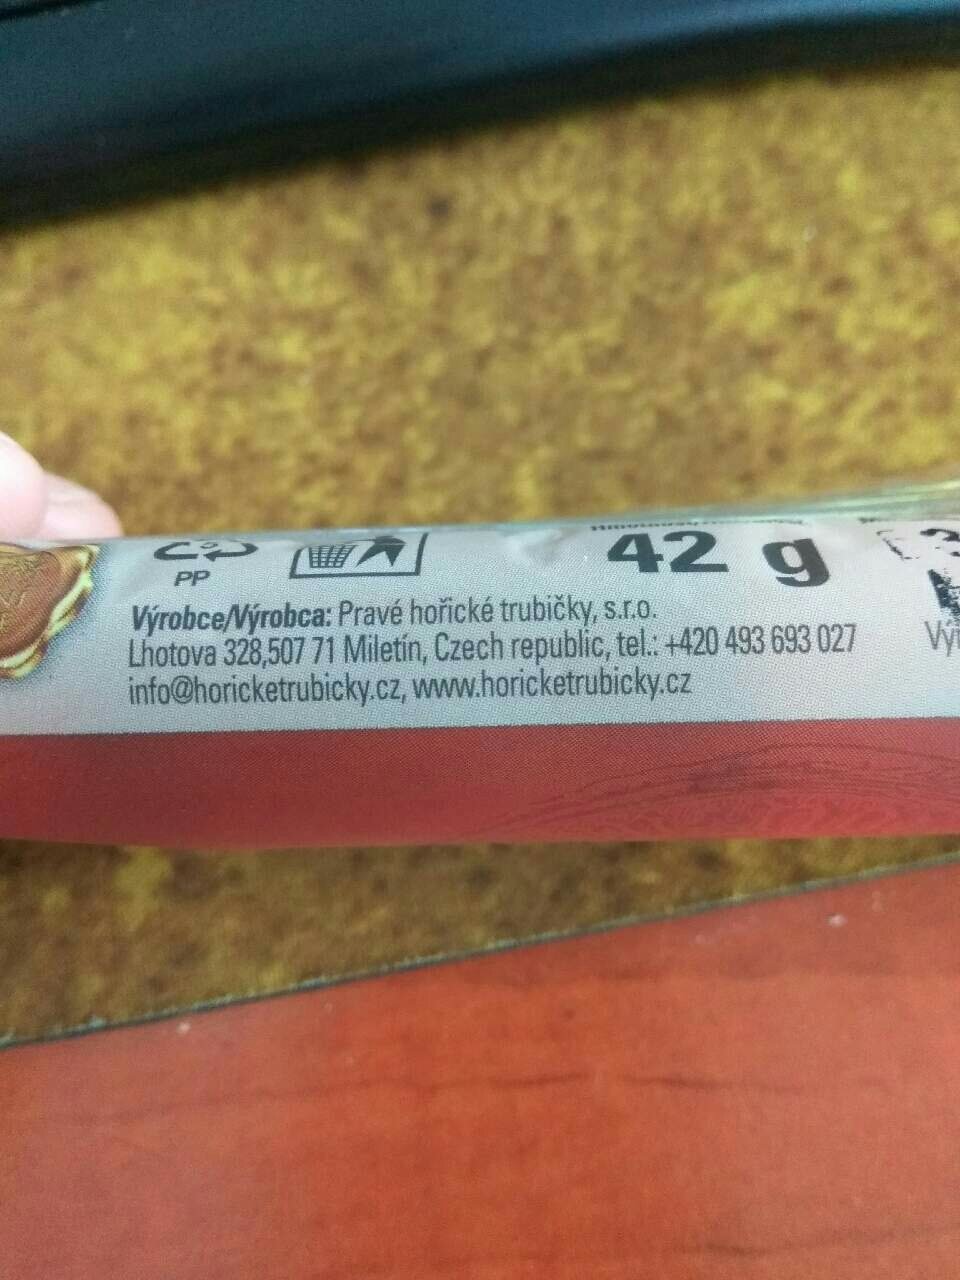 42 g
PP
Výrobce/Výrobca: Pravé hořické trubičky, s.r.o.
Lhotova 328,507 71 Miletín, Czech republic, tel.: +420 493 693 027
info@horicketrubicky.cz, www.horicketrubicky.cz